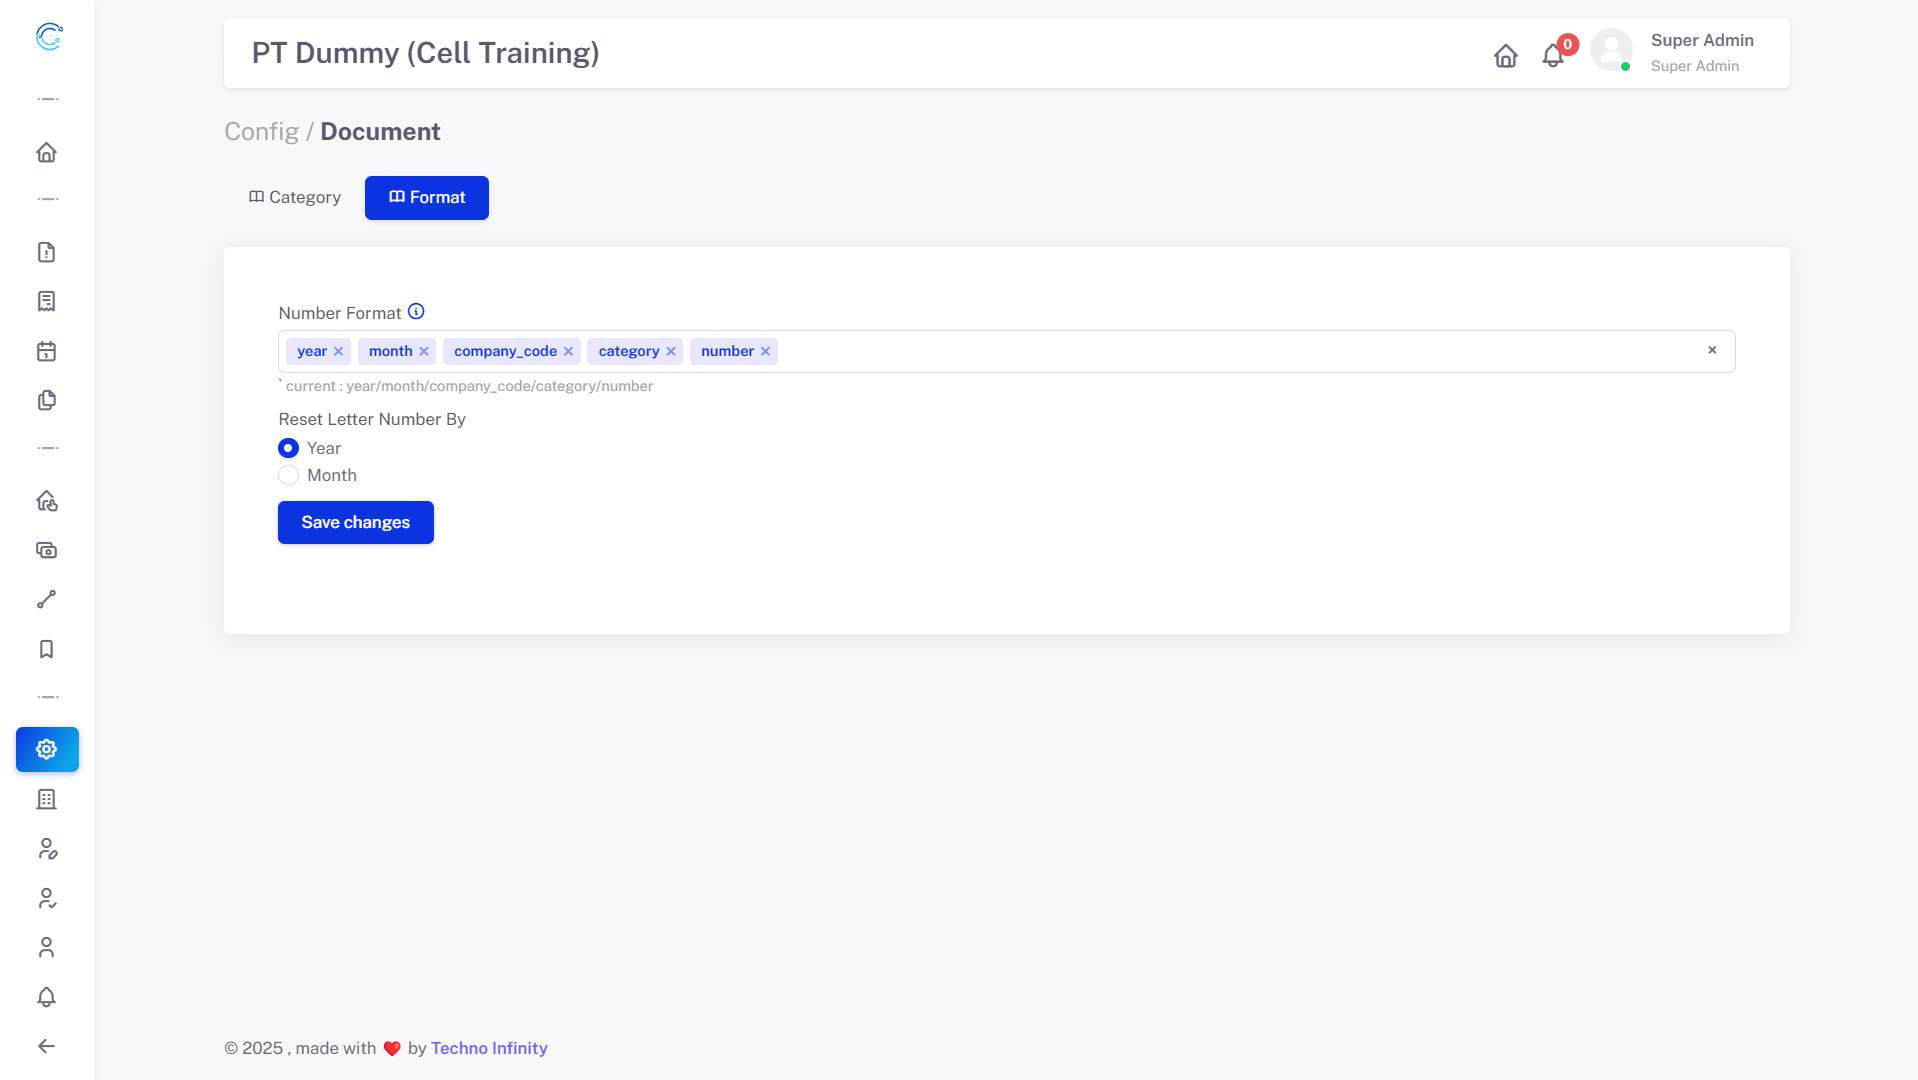 PT Dummy (Cell Training)
0
Super Admin
Super Admin
Config / Document
Category
Format
Number Format
year × month × company_code × category × number × ×
` current : year/month/company_code/category/number
Reset Letter Number By
Year
Month
Save changes
© 2025 , made with ❤️ by Techno Infinity